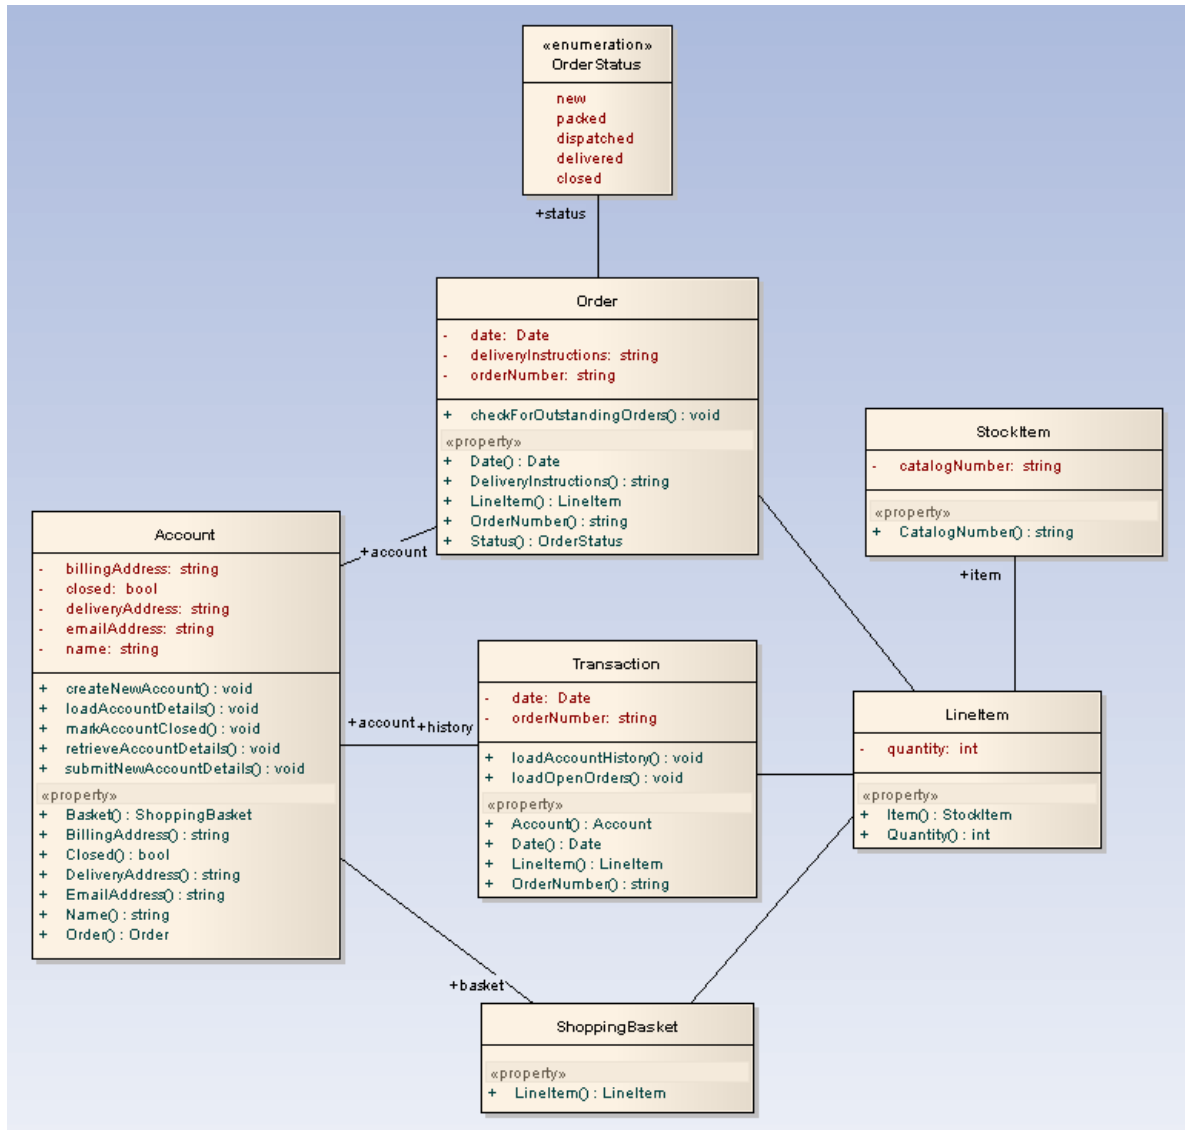 «enumeration»
OrderStatus
new
packed
dispatched
delivered
closed
+status
Order
- date: Date
- deliveryInstructions: string
- orderNumber: string
+ checkForOutstandingOrders() : void
«property»
+ Date() : Date
+ DeliveryInstructions() : string
+ LineItem() : LineItem
+ OrderNumber() : string
+ Status() : OrderStatus
StockItem
- catalogNumber: string
«property»
+ CatalogNumber() : string
+item
+account
Account
- billingAddress: string
- closed: bool
- deliveryAddress: string
- emailAddress: string
- name: string
+ createNewAccount() : void
+ loadAccountDetails() : void
+ markAccountClosed() : void
+ retrieveAccountDetails() : void
+ submitNewAccountDetails() : void
«property»
+ Basket() : ShoppingBasket
+ BillingAddress() : string
+ Closed() : bool
+ DeliveryAddress() : string
+ EmailAddress() : string
+ Name() : string
+ Order() : Order
+account +history
Transaction
- date: Date
- orderNumber: string
+ loadAccountHistory() : void
+ loadOpenOrders() : void
«property»
+ Account() : Account
+ Date() : Date
+ LineItem() : LineItem
+ OrderNumber() : string
LineItem
- quantity: int
«property»
+ Item() : StockItem
+ Quantity() : int
+basket
ShoppingBasket
«property»
+ LineItem() : LineItem